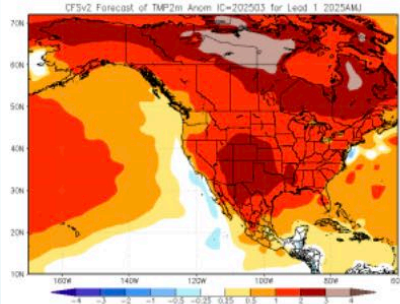 CFSv2 Forecast of TMP2m Anom IC=202503 for Lead 1 2025AMJ
70N
60N
50N
40N
30N
20N
10N
160W 140W 120W 100W 80W 60
-4 -3 -2 -1 -0.5 -0.25 0.25 0.5 1 2 3 4